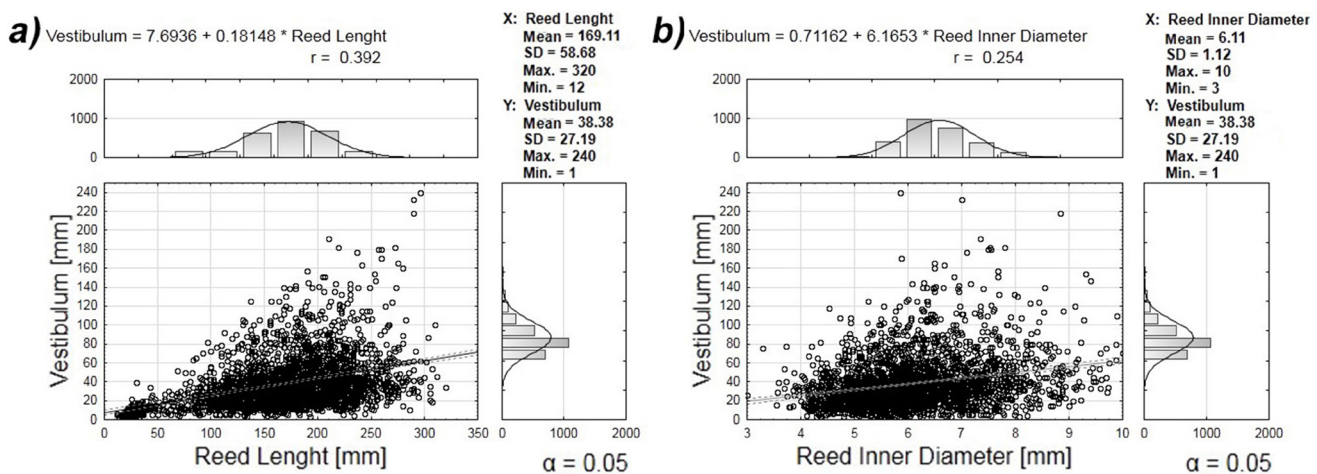 a)
Vestibulum = 7.6936 + 0.18148 * Reed Lenght
r = 0.392
X: Reed Lenght
Mean = 169.11
SD = 58.68
Max. = 320
Min. = 12
Y: Vestibulum
Mean = 38.38
SD = 27.19
Max. = 240
Min. = 1
2000
1000
0
240
220
200
180
160
140
120
100
80
60
40
20
0
Vestibulum [mm]
0 50 100 150 200 250 300 350
Reed Lenght [mm]
0 1000 2000
α = 0.05
b)
Vestibulum = 0.71162 + 6.1653 * Reed Inner Diameter
r = 0.254
X: Reed Inner Diameter
Mean = 6.11
SD = 1.12
Max. = 10
Min. = 3
Y: Vestibulum
Mean = 38.38
SD = 27.19
Max. = 240
Min. = 1
2000
1000
0
240
220
200
180
160
140
120
100
80
60
40
20
0
Vestibulum [mm]
3 4 5 6 7 8 9 10
Reed Inner Diameter [mm]
0 1000 2000
α = 0.05